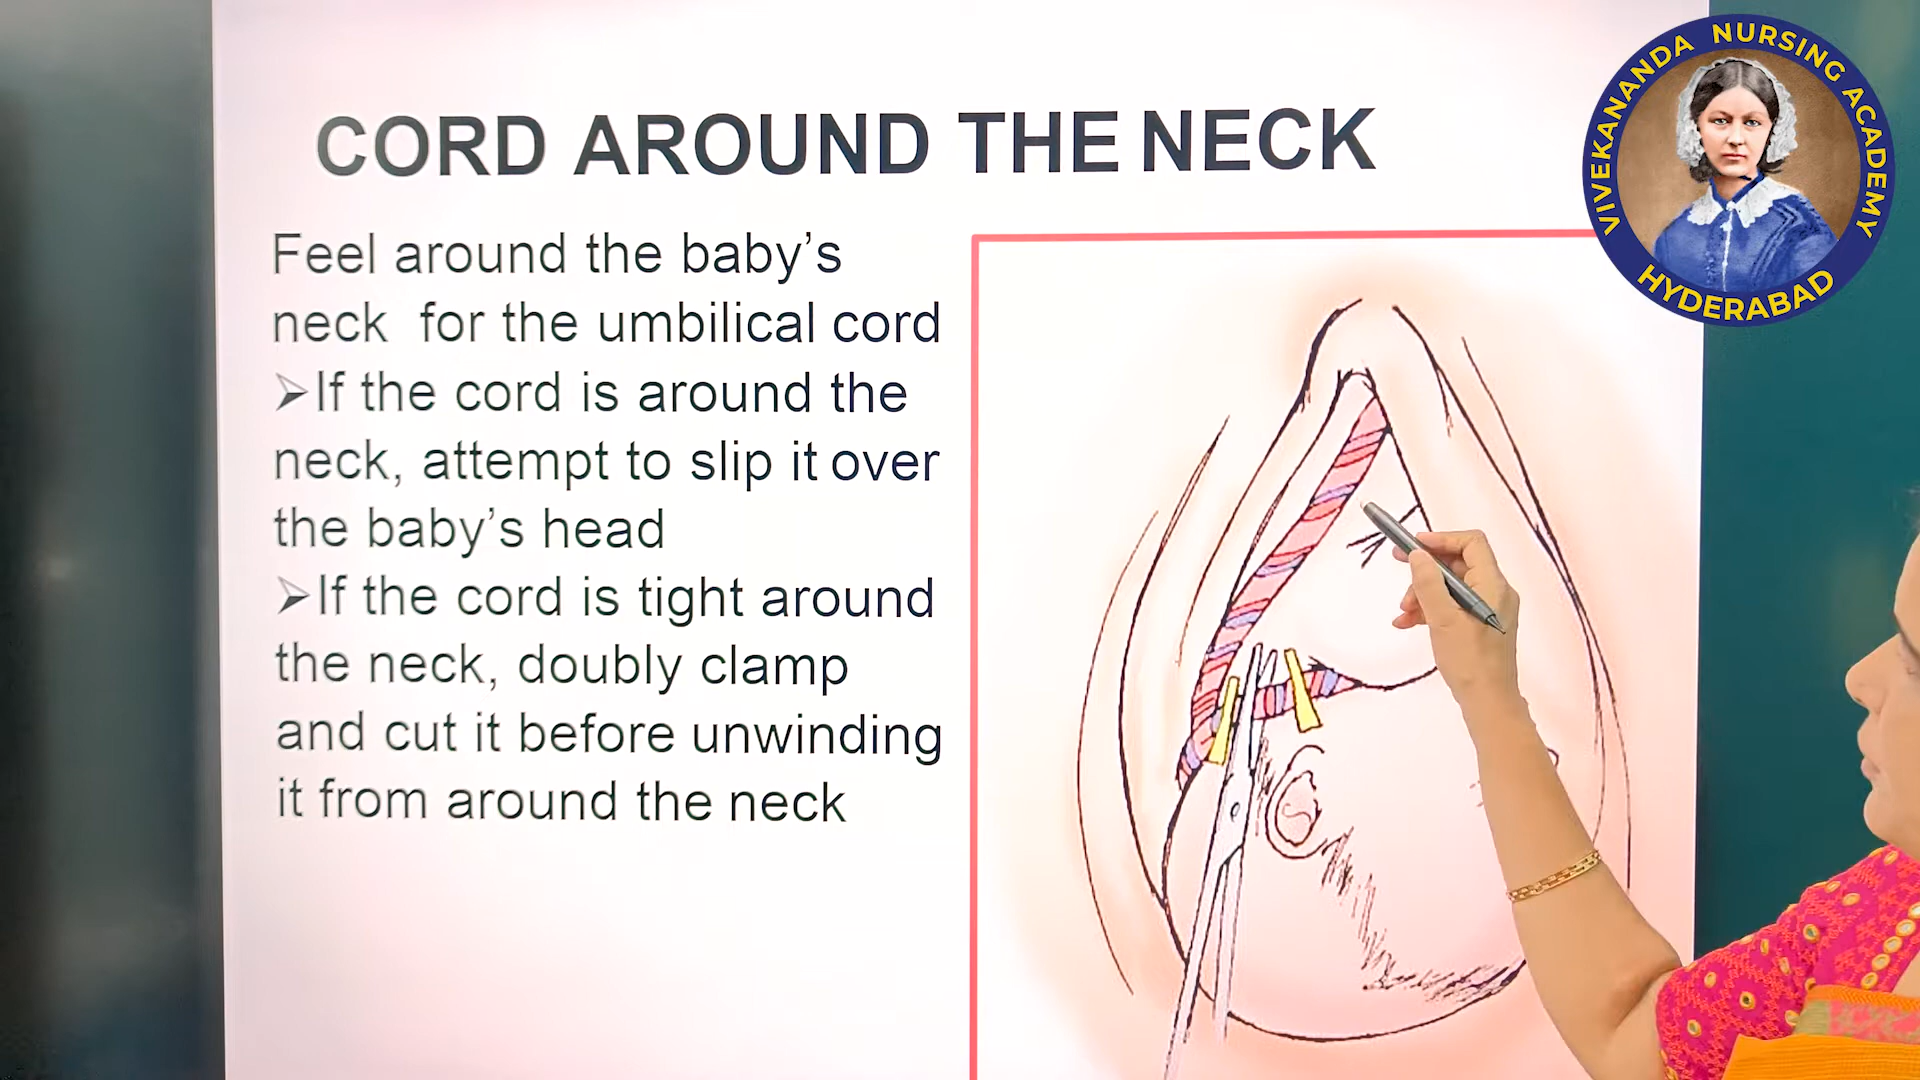 CORD AROUND THE NECK
Feel around the baby’s
neck for the umbilical cord
➢If the cord is around the
neck, attempt to slip it over
the baby’s head
➢If the cord is tight around
the neck, doubly clamp
and cut it before unwinding
it from around the neck
VIVEKANANDA NURSING ACADEMY
HYDERABAD